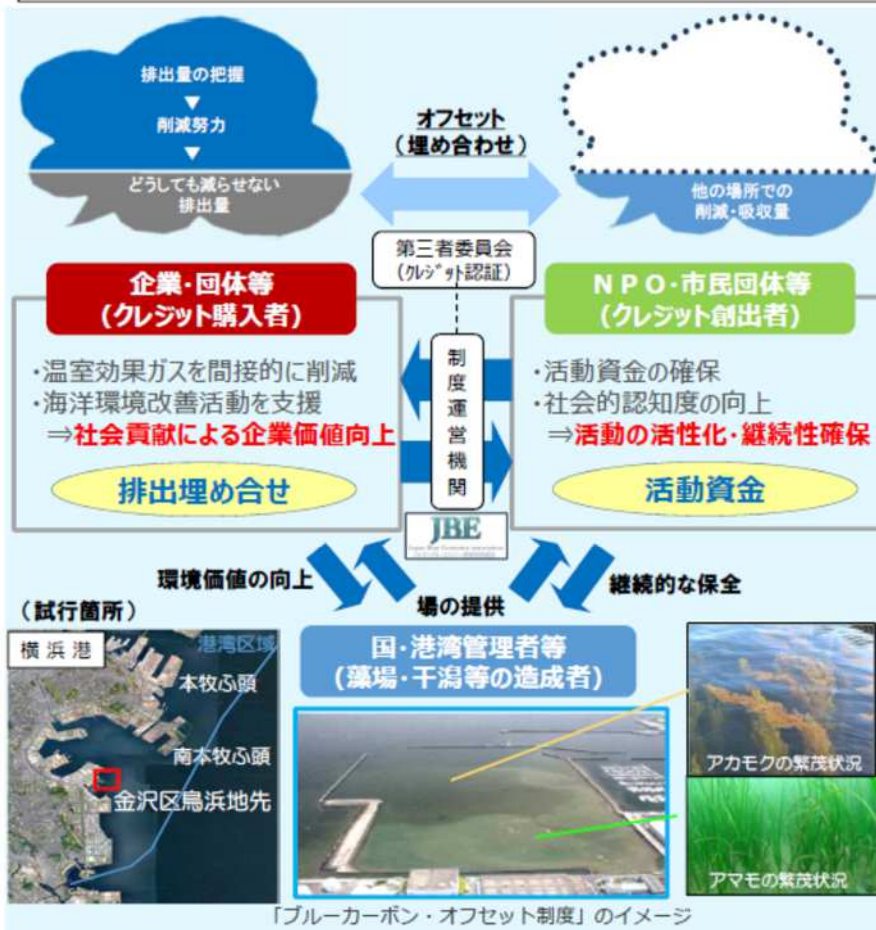 排出量の把握
▼
削減努力
▼
どうしても減らせない
排出量
オフセット
(埋め合わせ)
他の場所での
削減・吸収量
第三者委員会
(クレジット認証)
企業・団体等
(クレジット購入者)
NPO・市民団体等
(クレジット創出者)
・温室効果ガスを間接的に削減
・海洋環境改善活動を支援
⇒社会貢献による企業価値向上
排出埋め合せ
制度運営機関
・活動資金の確保
・社会的認知度の向上
⇒活動の活性化・継続性確保
活動資金
JBE
環境価値の向上
場の提供
継続的な保全
(試行箇所)
横浜港
港湾区域
本牧ふ頭
南本牧ふ頭
金沢区鳥浜地先
国・港湾管理者等
(藻場・干潟等の造成者)
アカモクの繁茂状況
アマモの繁茂状況
「ブルーカーボン・オフセット制度」のイメージ